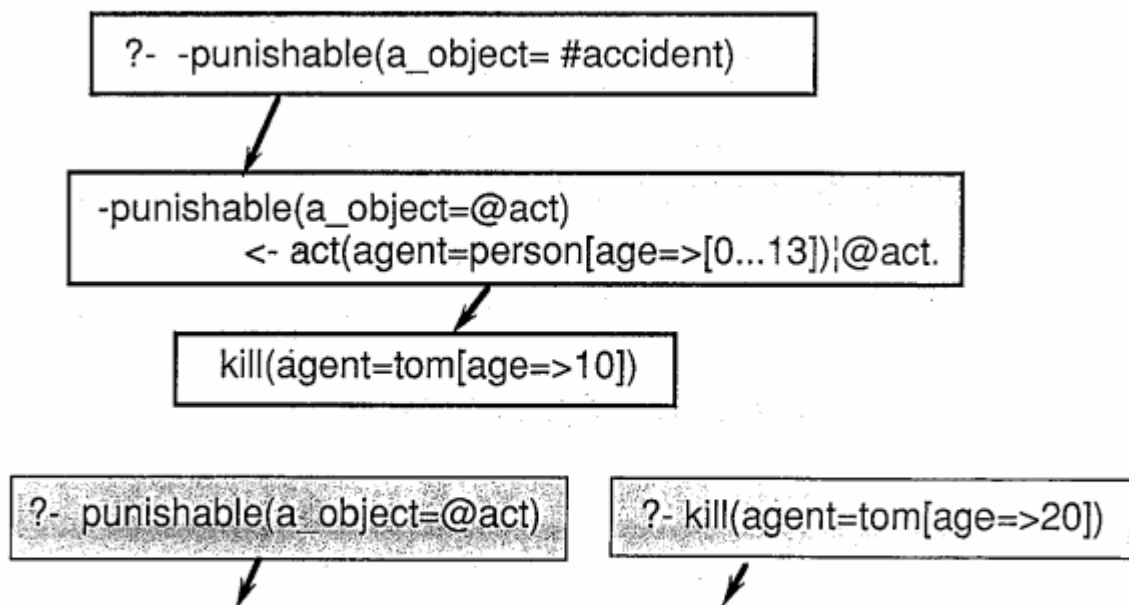 ?- -punishable(a_object= #accident)
-punishable(a_object=@act)
<- act(agent=person[age=>[0...13])¦@act.
kill(agent=tom[age=>10])
?- punishable(a_object=@act)
?- kill(agent=tom[age=>20])